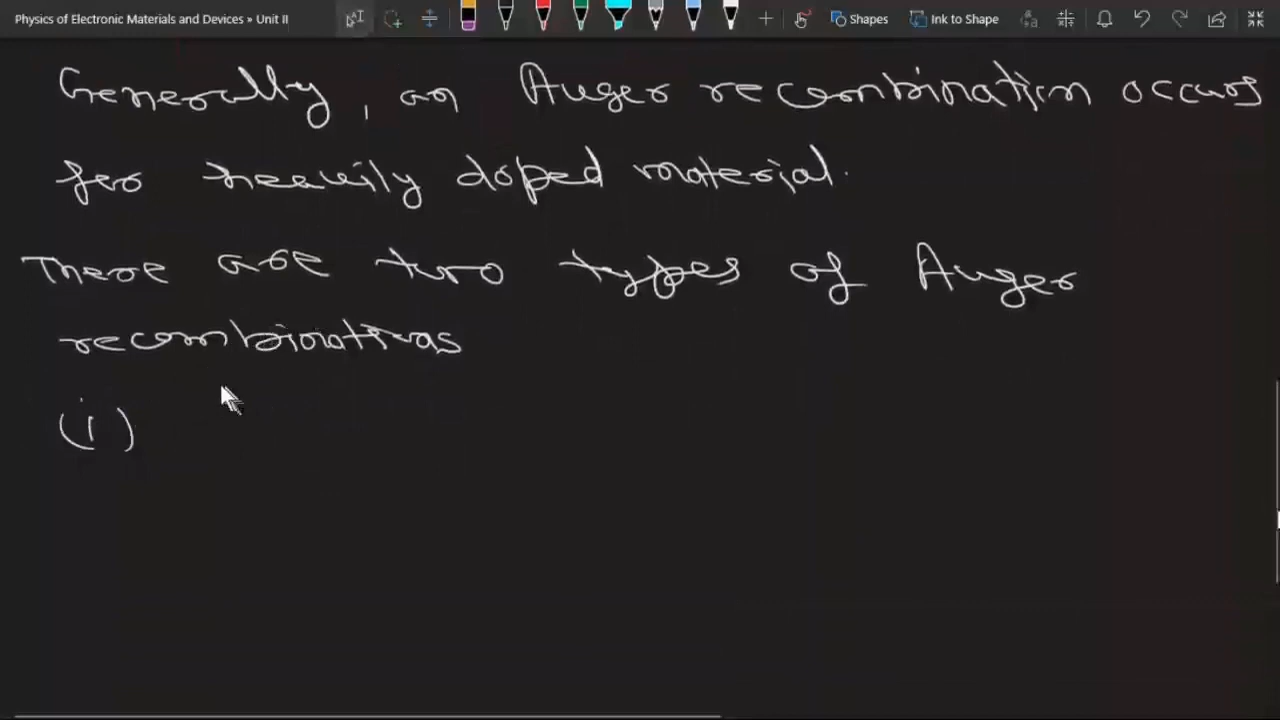 Physics of Electronic Materials and Devices » Unit II
Shapes
Ink to Shape
Generally, an Auger recombination occurs
for heavily doped material.
There are two types of Auger
recombinations
(i)